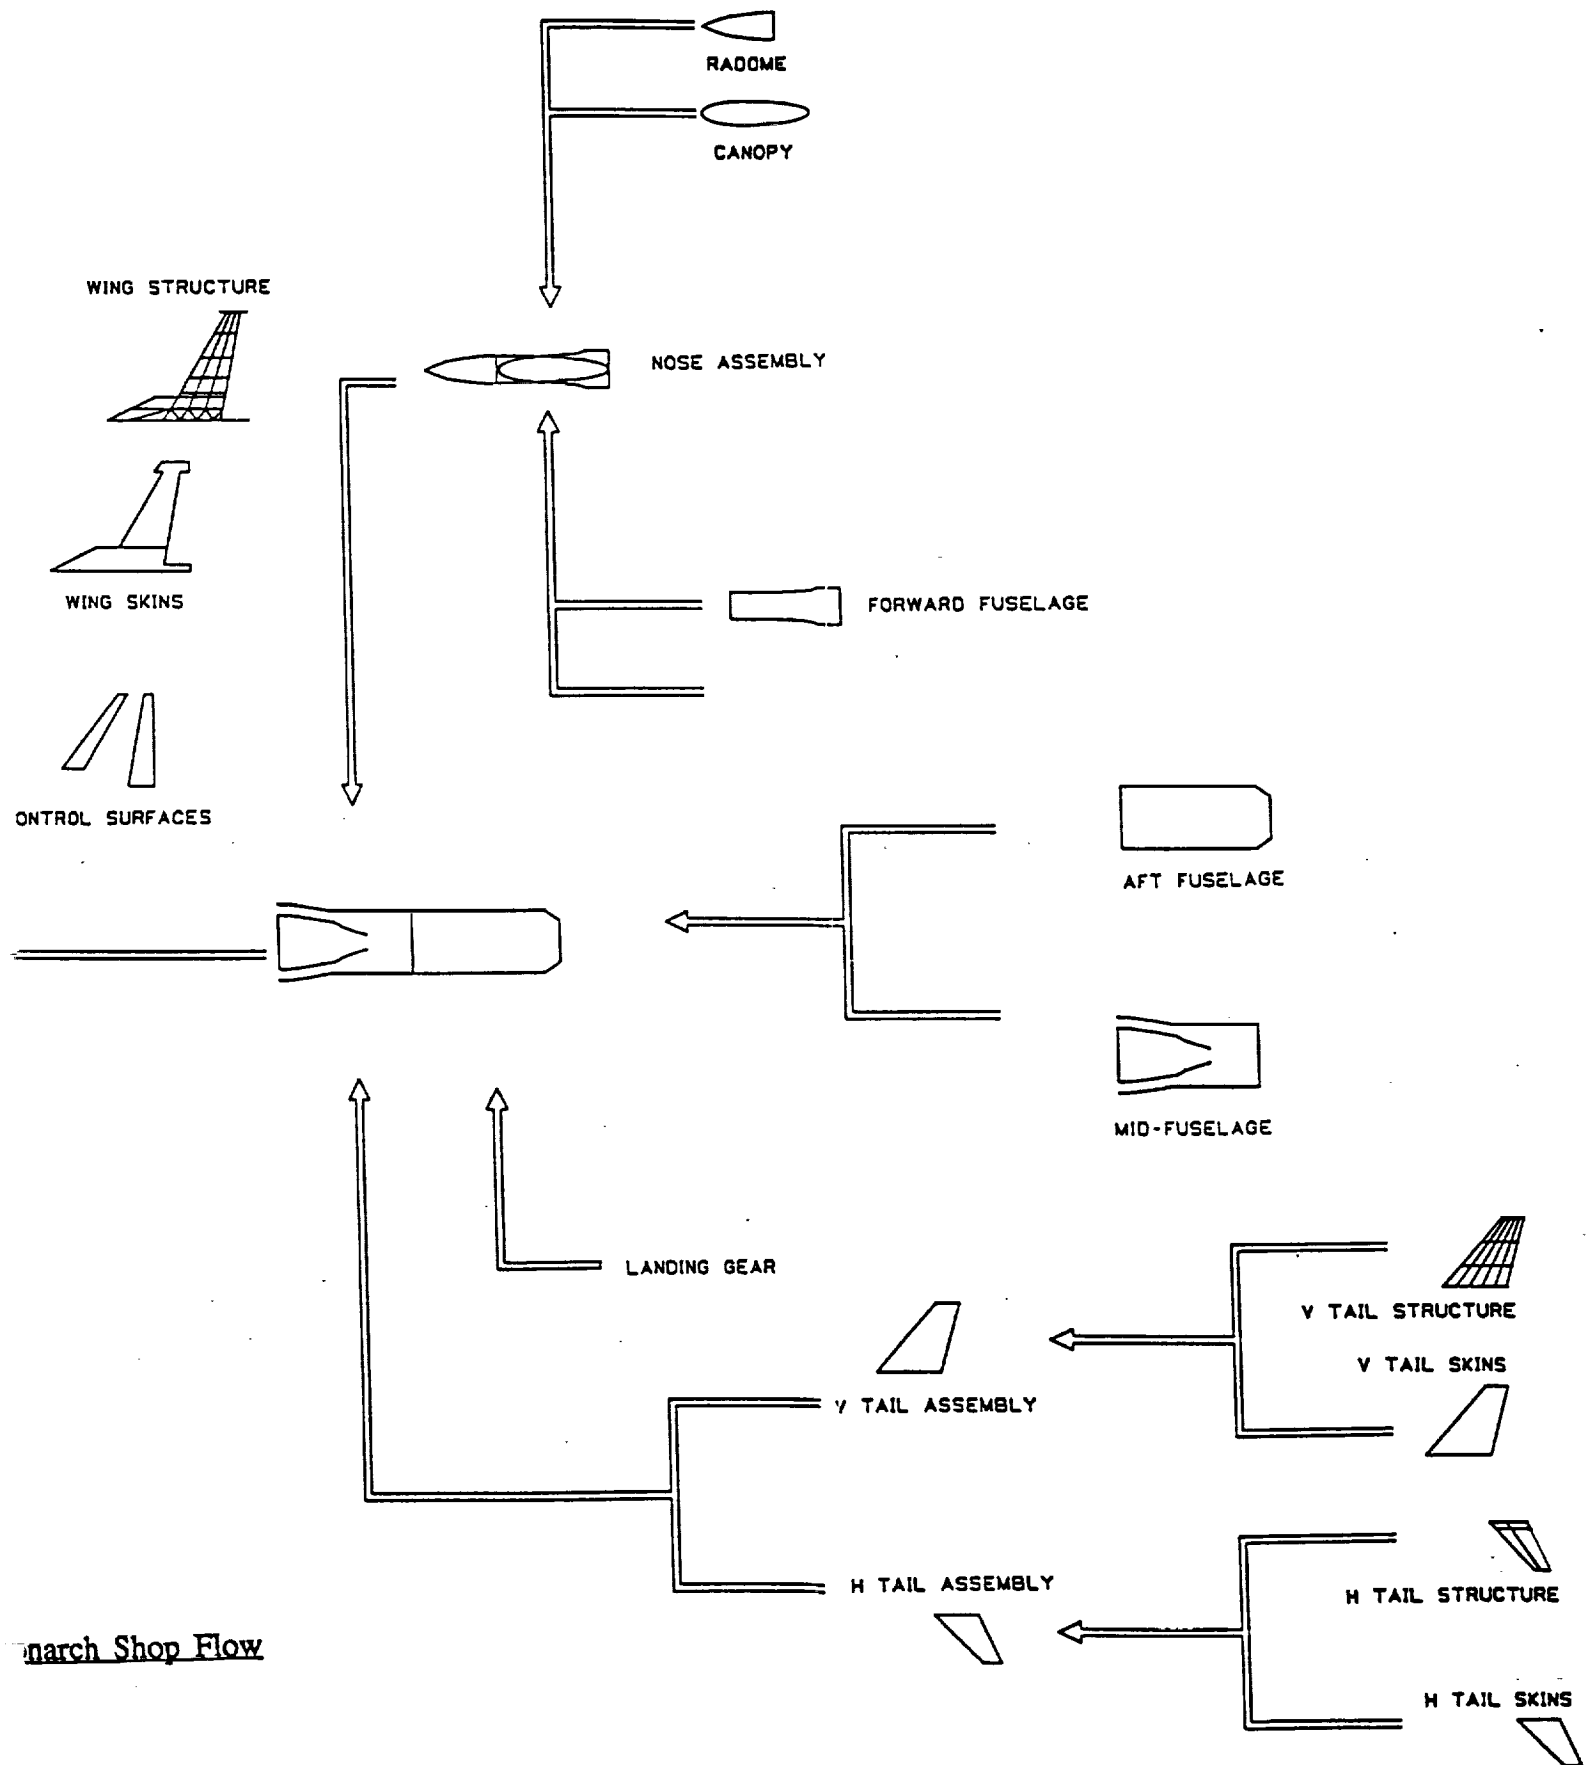 RADOME
CANOPY
WING STRUCTURE
NOSE ASSEMBLY
WING SKINS
FORWARD FUSELAGE
ONTROL SURFACES
AFT FUSELAGE
MID-FUSELAGE
LANDING GEAR
V TAIL STRUCTURE
V TAIL SKINS
V TAIL ASSEMBLY
H TAIL ASSEMBLY
H TAIL STRUCTURE
narch Shop Flow
H TAIL SKINS